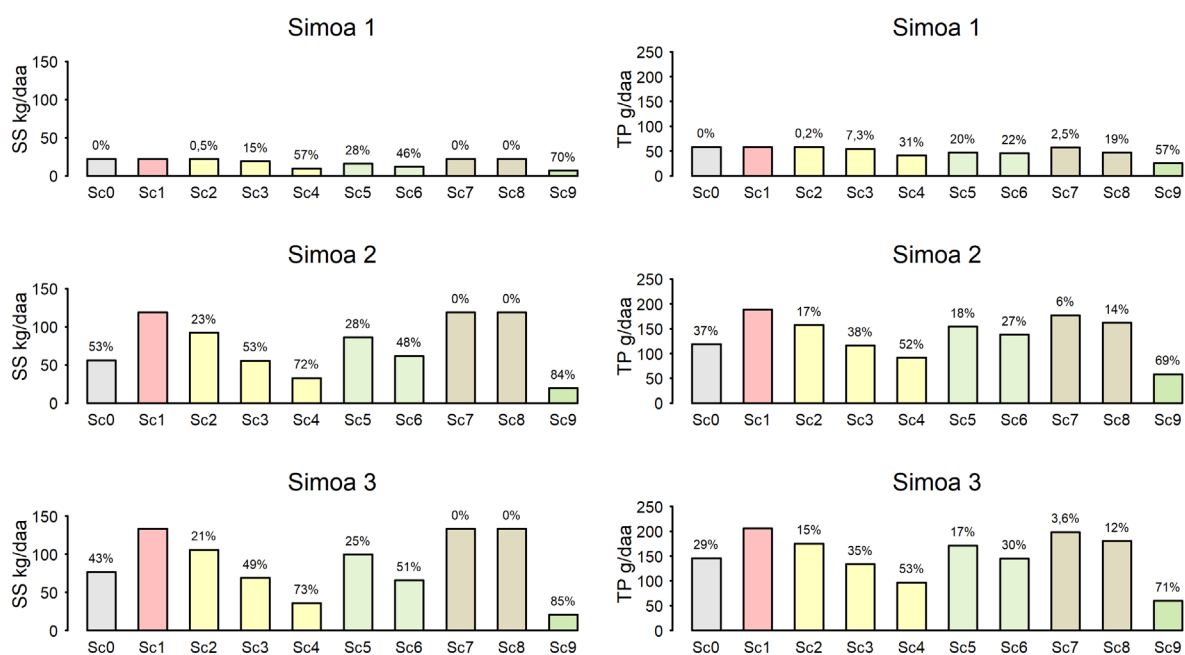 Simoa 1
SS kg/daa
150
100
50
0
0% 0,5% 15% 57% 28% 46% 0% 0% 70%
Sc0 Sc1 Sc2 Sc3 Sc4 Sc5 Sc6 Sc7 Sc8 Sc9
Simoa 1
TP g/daa
250
200
150
100
50
0
0% 0,2% 7,3% 31% 20% 22% 2,5% 19% 57%
Sc0 Sc1 Sc2 Sc3 Sc4 Sc5 Sc6 Sc7 Sc8 Sc9
Simoa 2
SS kg/daa
150
100
50
0
53% 23% 53% 72% 28% 48% 0% 0% 84%
Sc0 Sc1 Sc2 Sc3 Sc4 Sc5 Sc6 Sc7 Sc8 Sc9
Simoa 2
TP g/daa
250
200
150
100
50
0
37% 17% 38% 52% 18% 27% 6% 14% 69%
Sc0 Sc1 Sc2 Sc3 Sc4 Sc5 Sc6 Sc7 Sc8 Sc9
Simoa 3
SS kg/daa
150
100
50
0
43% 21% 49% 73% 25% 51% 0% 0% 85%
Sc0 Sc1 Sc2 Sc3 Sc4 Sc5 Sc6 Sc7 Sc8 Sc9
Simoa 3
TP g/daa
250
200
150
100
50
0
29% 15% 35% 53% 17% 30% 3,6% 12% 71%
Sc0 Sc1 Sc2 Sc3 Sc4 Sc5 Sc6 Sc7 Sc8 Sc9